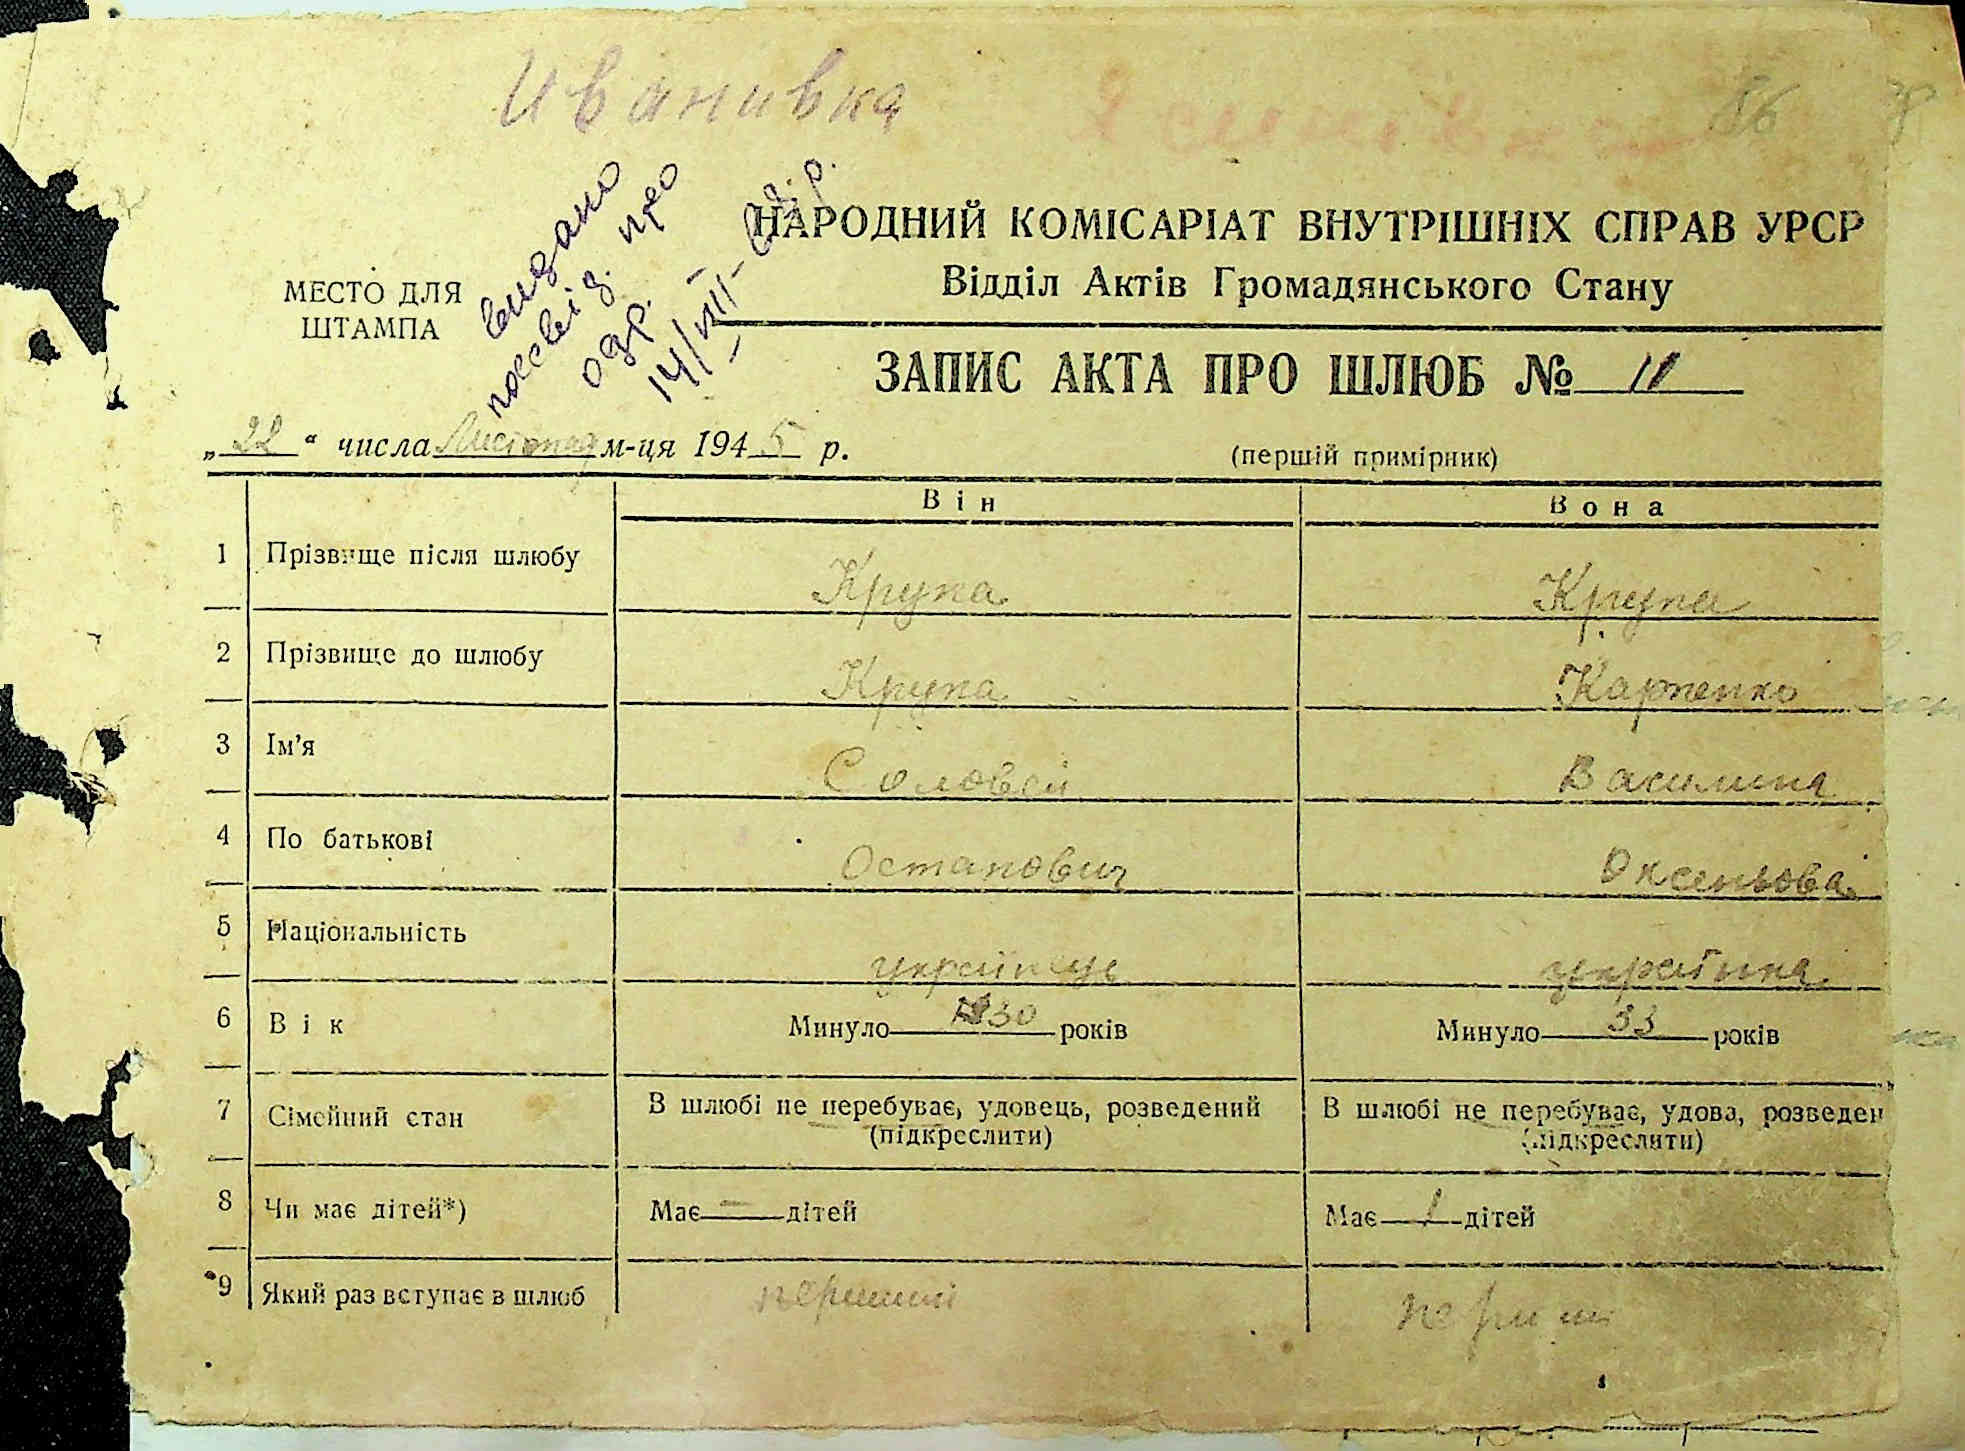 Иванивка
86
НАРОДНИЙ КОМІСАРІАТ ВНУТРІШНІХ СПРАВ УРСР
Відділ Актів Громадянського Стану
МЕСТО ДЛЯ
ШТАМПА
видано
посвід. про
одр.
14/VIII-
ЗАПИС АКТА ПРО ШЛЮБ № 11
„22“ числа Листопад м-ця 1945 р.
(перший примірник)
Він Вона
1 Прізвище після шлюбу Крупа Крупа
2 Прізвище до шлюбу Крупа Карпенко
3 Ім'я Соловей Василина
4 По батькові Остапович Оксеньова
5 Національність українець українка
6 Вік Минуло 30 років Минуло 33 років
7 Сімейний стан В шлюбі не перебуває, удовець, розведений В шлюбі не перебуває, удова, розведен
(підкреслити) (підкреслити)
8 Чи має дітей*) Має — дітей Має 1 дітей
9 Який раз вступає в шлюб перший